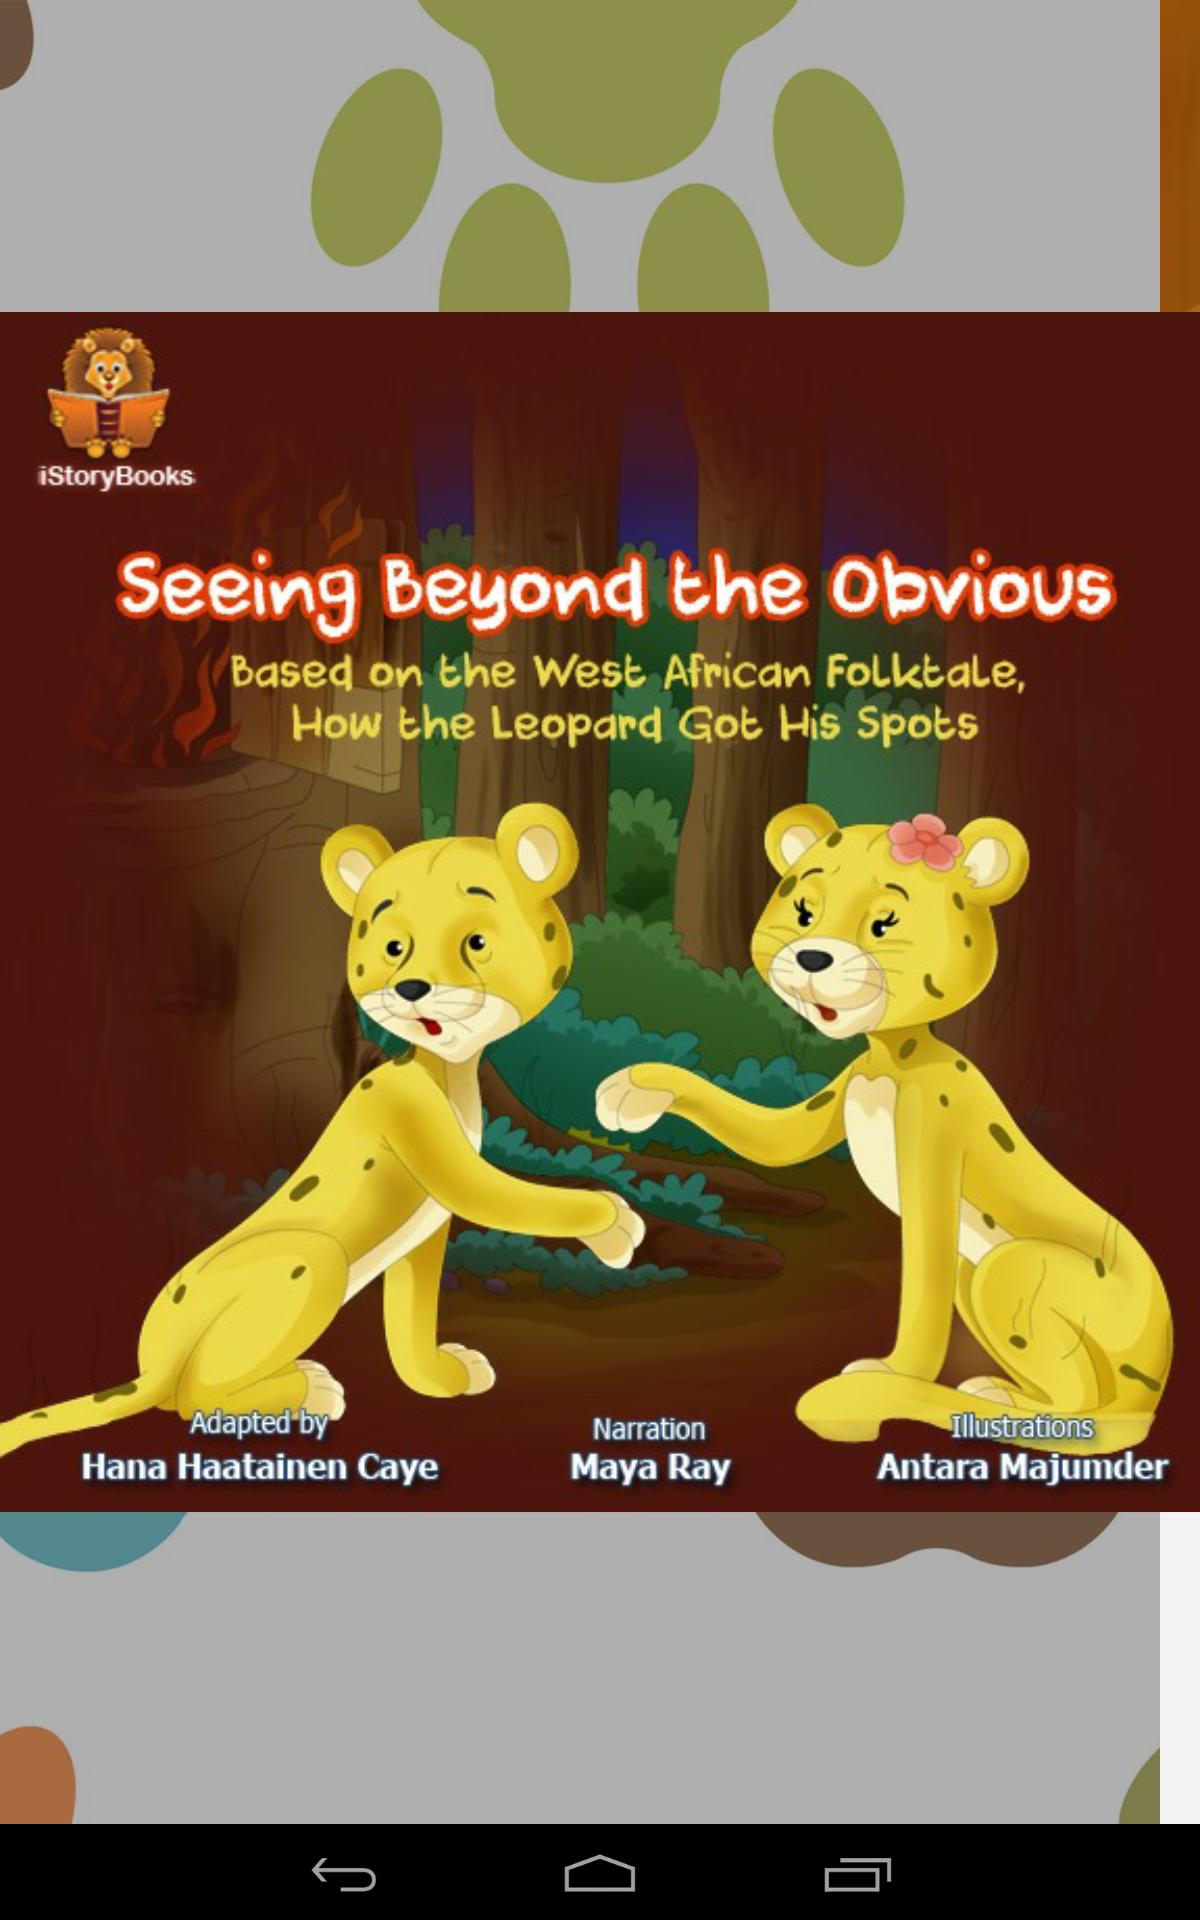 iStoryBooks
Seeing Beyond the Obvious
Based on the West African Folktale,
How the Leopard Got His Spots
Adapted by
Hana Haatainen Caye
Narration
Maya Ray
Illustrations
Antara Majumder